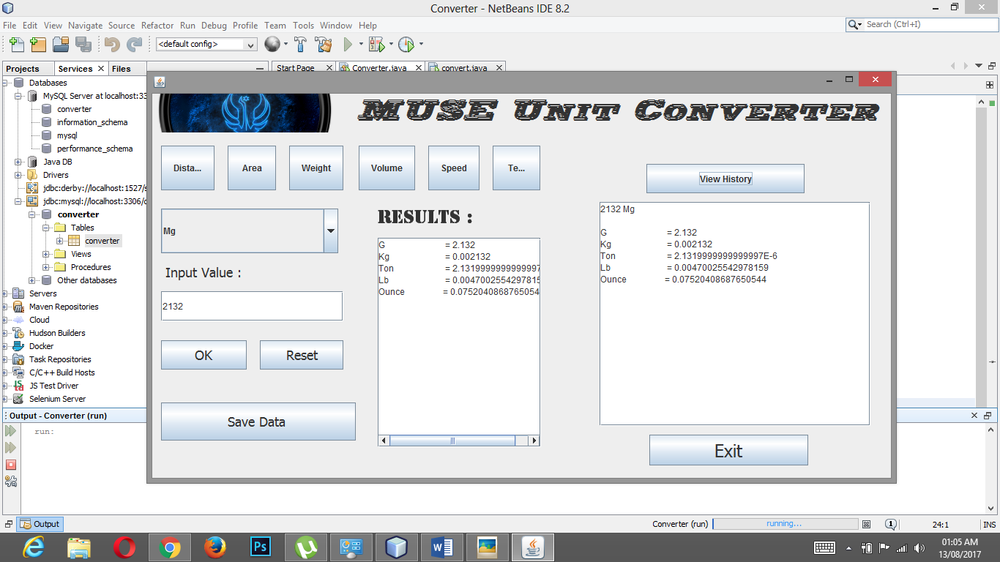 Converter - NetBeans IDE 8.2
File Edit View Navigate Source Refactor Run Debug Profile Team Tools Window Help
Search (Ctrl+I)
<default config>
Projects Services Files
Start Page Converter.java convert.java
Databases
MySQL Server at localhost:33
converter
information_schema
mysql
performance_schema
Java DB
Drivers
jdbc:derby://localhost:1527/s
jdbc:mysql://localhost:3306/c
converter
Tables
converter
Views
Procedures
Other databases
Servers
Maven Repositories
Cloud
Hudson Builders
Docker
Task Repositories
C/C++ Build Hosts
JS Test Driver
Selenium Server
MUSE Unit Converter
Dista... Area Weight Volume Speed Te...
View History
Mg
Input Value :
2132
OK Reset
Save Data
RESULTS :
G = 2.132
Kg = 0.002132
Ton = 2.1319999999999997
Lb = 0.0047002554297815
Ounce = 0.0752040868765054
2132 Mg
G = 2.132
Kg = 0.002132
Ton = 2.1319999999999997E-6
Lb = 0.00470025542978159
Ounce = 0.07520408687650544
Exit
Output - Converter (run)
run:
Output
Converter (run) running... 1 24:1 INS
Ps
01:05 AM
13/08/2017